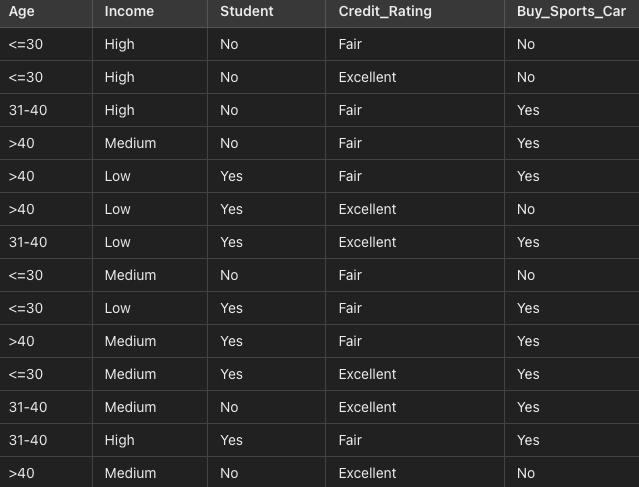 Age Income Student Credit_Rating Buy_Sports_Car
<=30 High No Fair No
<=30 High No Excellent No
31-40 High No Fair Yes
>40 Medium No Fair Yes
>40 Low Yes Fair Yes
>40 Low Yes Excellent No
31-40 Low Yes Excellent Yes
<=30 Medium No Fair No
<=30 Low Yes Fair Yes
>40 Medium Yes Fair Yes
<=30 Medium Yes Excellent Yes
31-40 Medium No Excellent Yes
31-40 High Yes Fair Yes
>40 Medium No Excellent No